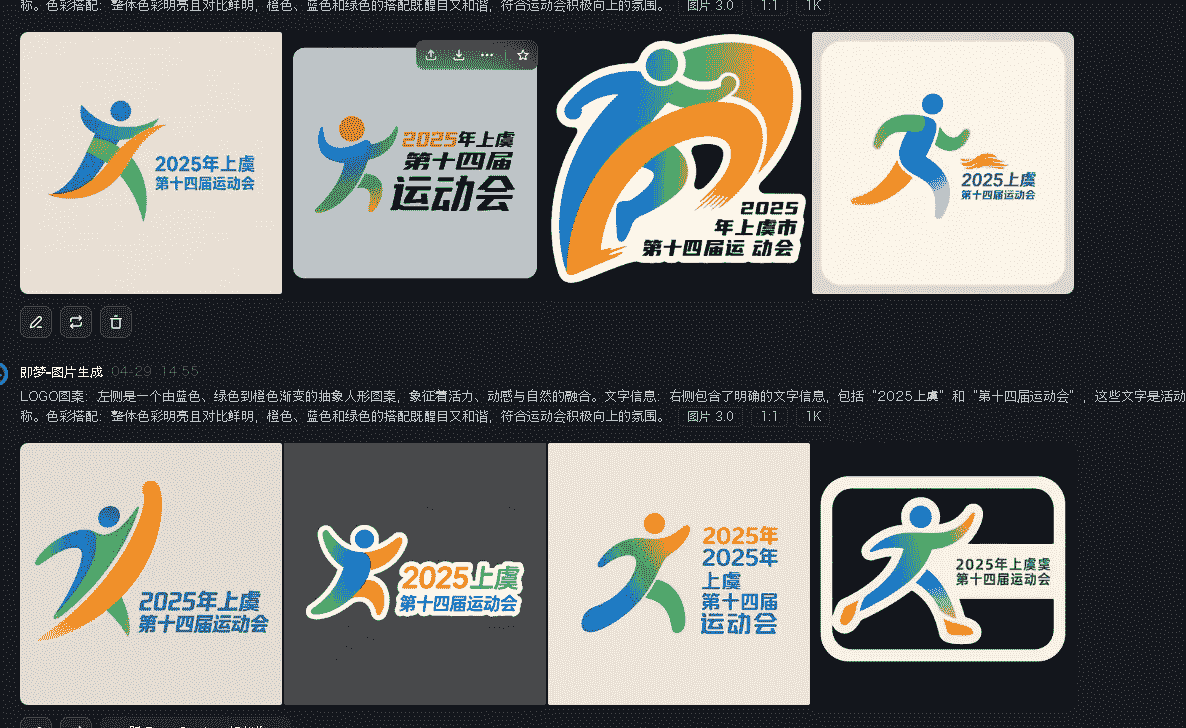 称。色彩搭配：整体色彩明亮且对比鲜明，橙色、蓝色和绿色的搭配既醒目又和谐，符合运动会积极向上的氛围。 图片 3.0 1:1 1K
2025年上虞
第十四届运动会
2025年上虞
第十四届
运动会
2025
年上虞市
第十四届运 动会
2025上虞
第十四届运动会
即梦-图片生成 04-29 14:55
LOGO图案：左侧是一个由蓝色、绿色到橙色渐变的抽象人形图案，象征着活力、动感与自然的融合。文字信息：右侧包含了明确的文字信息，包括“2025上虞”和“第十四届运动会”，这些文字是活动
称。色彩搭配：整体色彩明亮且对比鲜明，橙色、蓝色和绿色的搭配既醒目又和谐，符合运动会积极向上的氛围。 图片 3.0 1:1 1K
2025年上虞
第十四届运动会
2025上虞
第十四届运动会
2025年
2025年
上虞
第十四届
运动会
2025年上虞虞
第十四届运动会